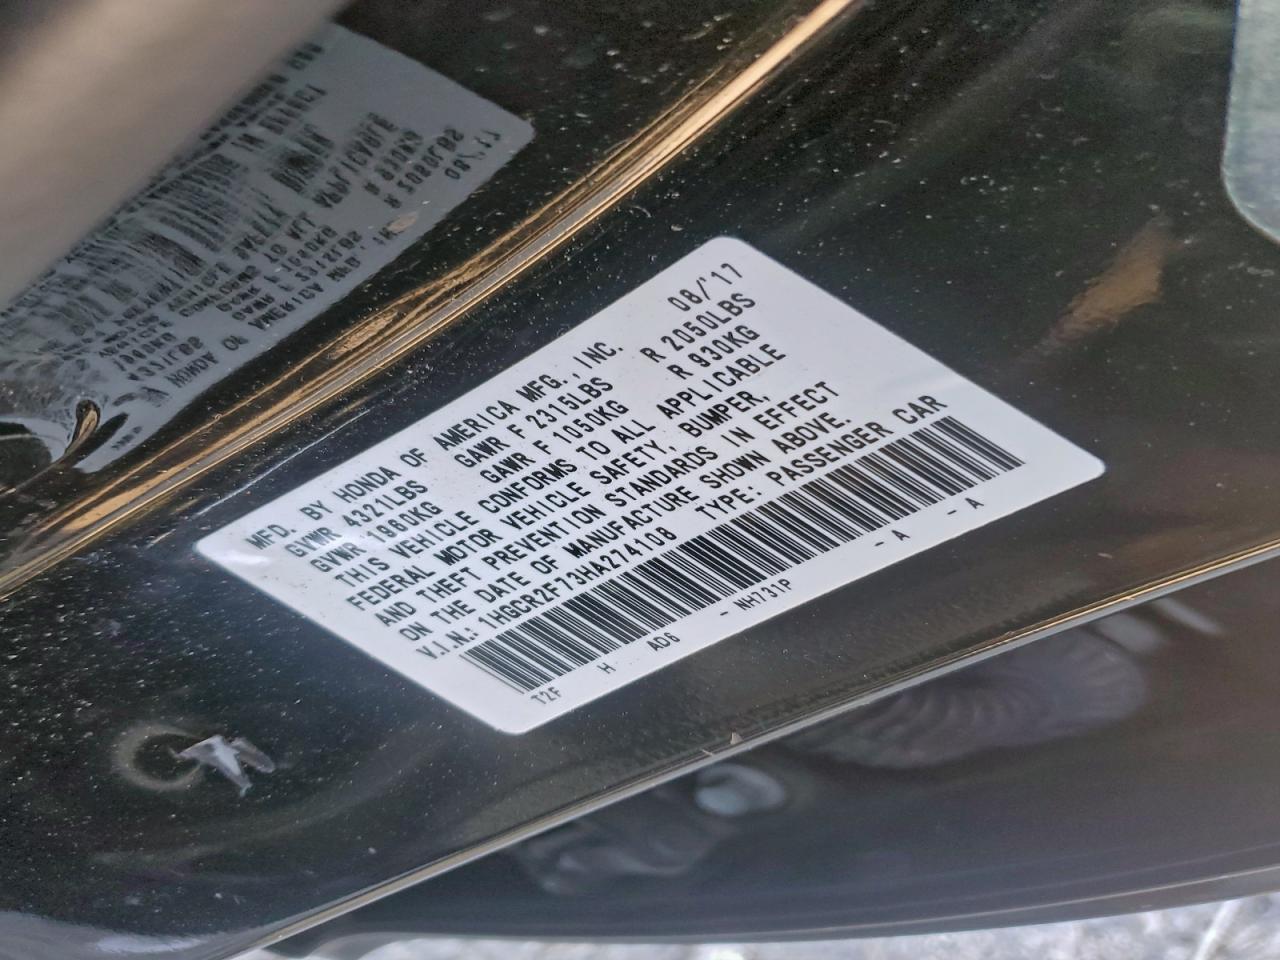 MFD. BY HONDA OF AMERICA MFG.,INC. 08/'17
GVWR 4321LBS GAWR F 2315LBS R 2050LBS
GVWR 1960KG GAWR F 1050KG R 930KG
THIS VEHICLE CONFORMS TO ALL APPLICABLE
FEDERAL MOTOR VEHICLE SAFETY, BUMPER,
AND THEFT PREVENTION STANDARDS IN EFFECT
ON THE DATE OF MANUFACTURE SHOWN ABOVE.
V.I.N.: 1HGCR2F73HA274108 TYPE: PASSENGER CAR
T2F H AD6 - NH731P - A - A